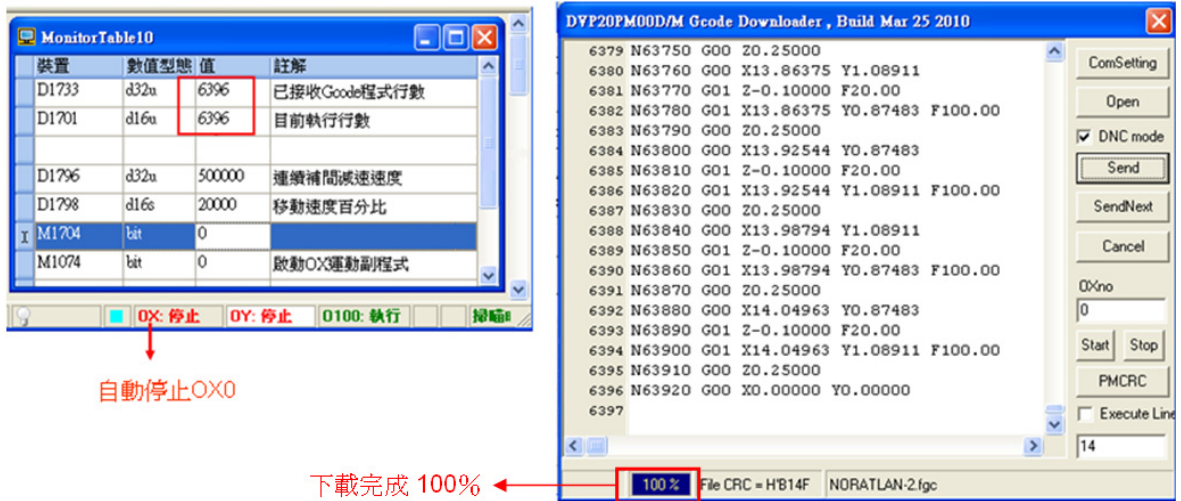 MonitorTable10
裝置 數值型態 值 註解
D1733 d32u 6396 已接收Gcode程式行數
D1701 d16u 6396 目前執行行數
D1796 d32u 500000 連續補間減速速度
D1798 d16s 20000 移動速度百分比
M1704 bit 0
M1074 bit 0 啟動OX運動副程式
OX: 停止 OY: 停止 O100: 執行 掃瞄
自動停止OX0
DVP20PM00D/M Gcode Downloader , Build Mar 25 2010
6379 N63750 G00 Z0.25000
6380 N63760 G00 X13.86375 Y1.08911
6381 N63770 G01 Z-0.10000 F20.00
6382 N63780 G01 X13.86375 Y0.87483 F100.00
6383 N63790 G00 Z0.25000
6384 N63800 G00 X13.92544 Y0.87483
6385 N63810 G01 Z-0.10000 F20.00
6386 N63820 G01 X13.92544 Y1.08911 F100.00
6387 N63830 G00 Z0.25000
6388 N63840 G00 X13.98794 Y1.08911
6389 N63850 G01 Z-0.10000 F20.00
6390 N63860 G01 X13.98794 Y0.87483 F100.00
6391 N63870 G00 Z0.25000
6392 N63880 G00 X14.04963 Y0.87483
6393 N63890 G01 Z-0.10000 F20.00
6394 N63900 G01 X14.04963 Y1.08911 F100.00
6395 N63910 G00 Z0.25000
6396 N63920 G00 X0.00000 Y0.00000
6397
ComSetting
Open
DNC mode
Send
SendNext
Cancel
OXno
0
Start Stop
PMCRC
Execute Line
14
100 % File CRC = H'B14F NORATLAN-2.fgc
下載完成 100%